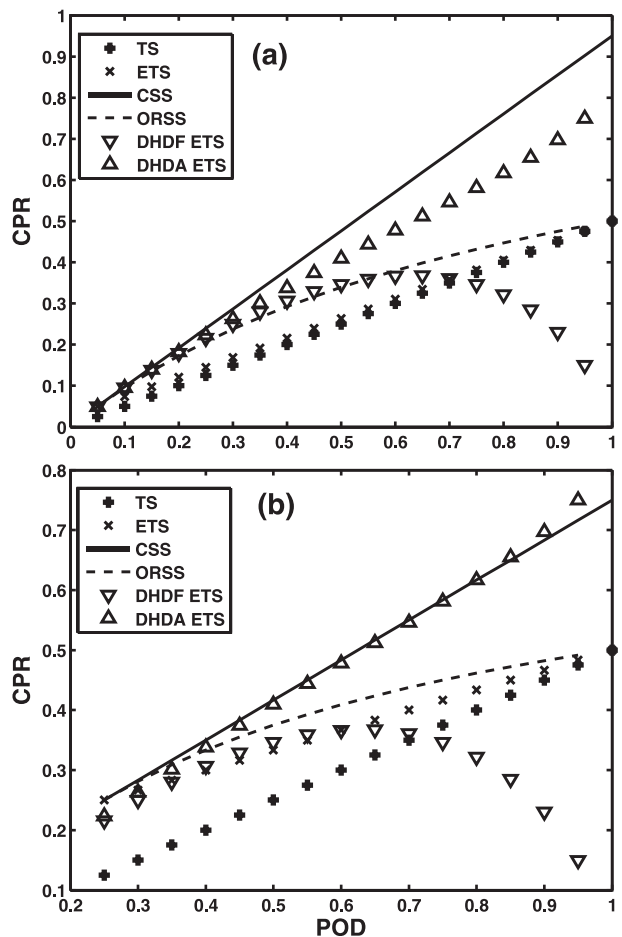 1
0.9
0.8
0.7
0.6
0.5
0.4
0.3
0.2
0.1
0
CPR
TS
ETS
CSS
ORSS
DHDF ETS
DHDA ETS
(a)
0 0.1 0.2 0.3 0.4 0.5 0.6 0.7 0.8 0.9 1
0.8
0.7
0.6
0.5
0.4
0.3
0.2
0.1
CPR
TS
ETS
CSS
ORSS
DHDF ETS
DHDA ETS
(b)
0.2 0.3 0.4 0.5 0.6 0.7 0.8 0.9 1
POD